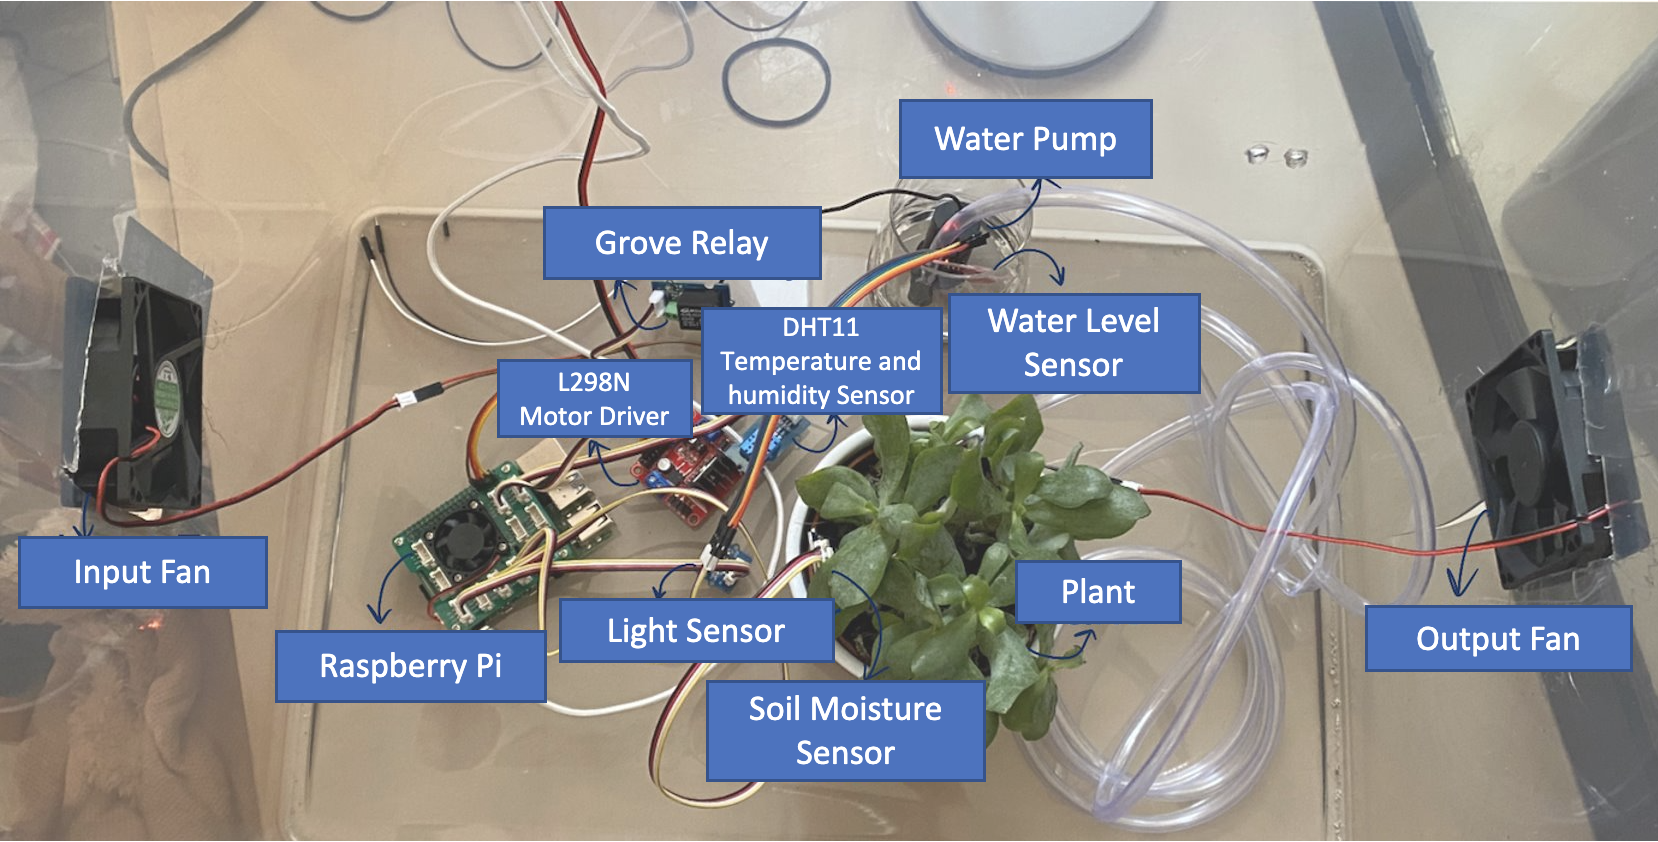 Water Pump
Grove Relay
DHT11
Temperature and
humidity Sensor
Water Level
Sensor
L298N
Motor Driver
Input Fan
Light Sensor
Plant
Output Fan
Raspberry Pi
Soil Moisture
Sensor